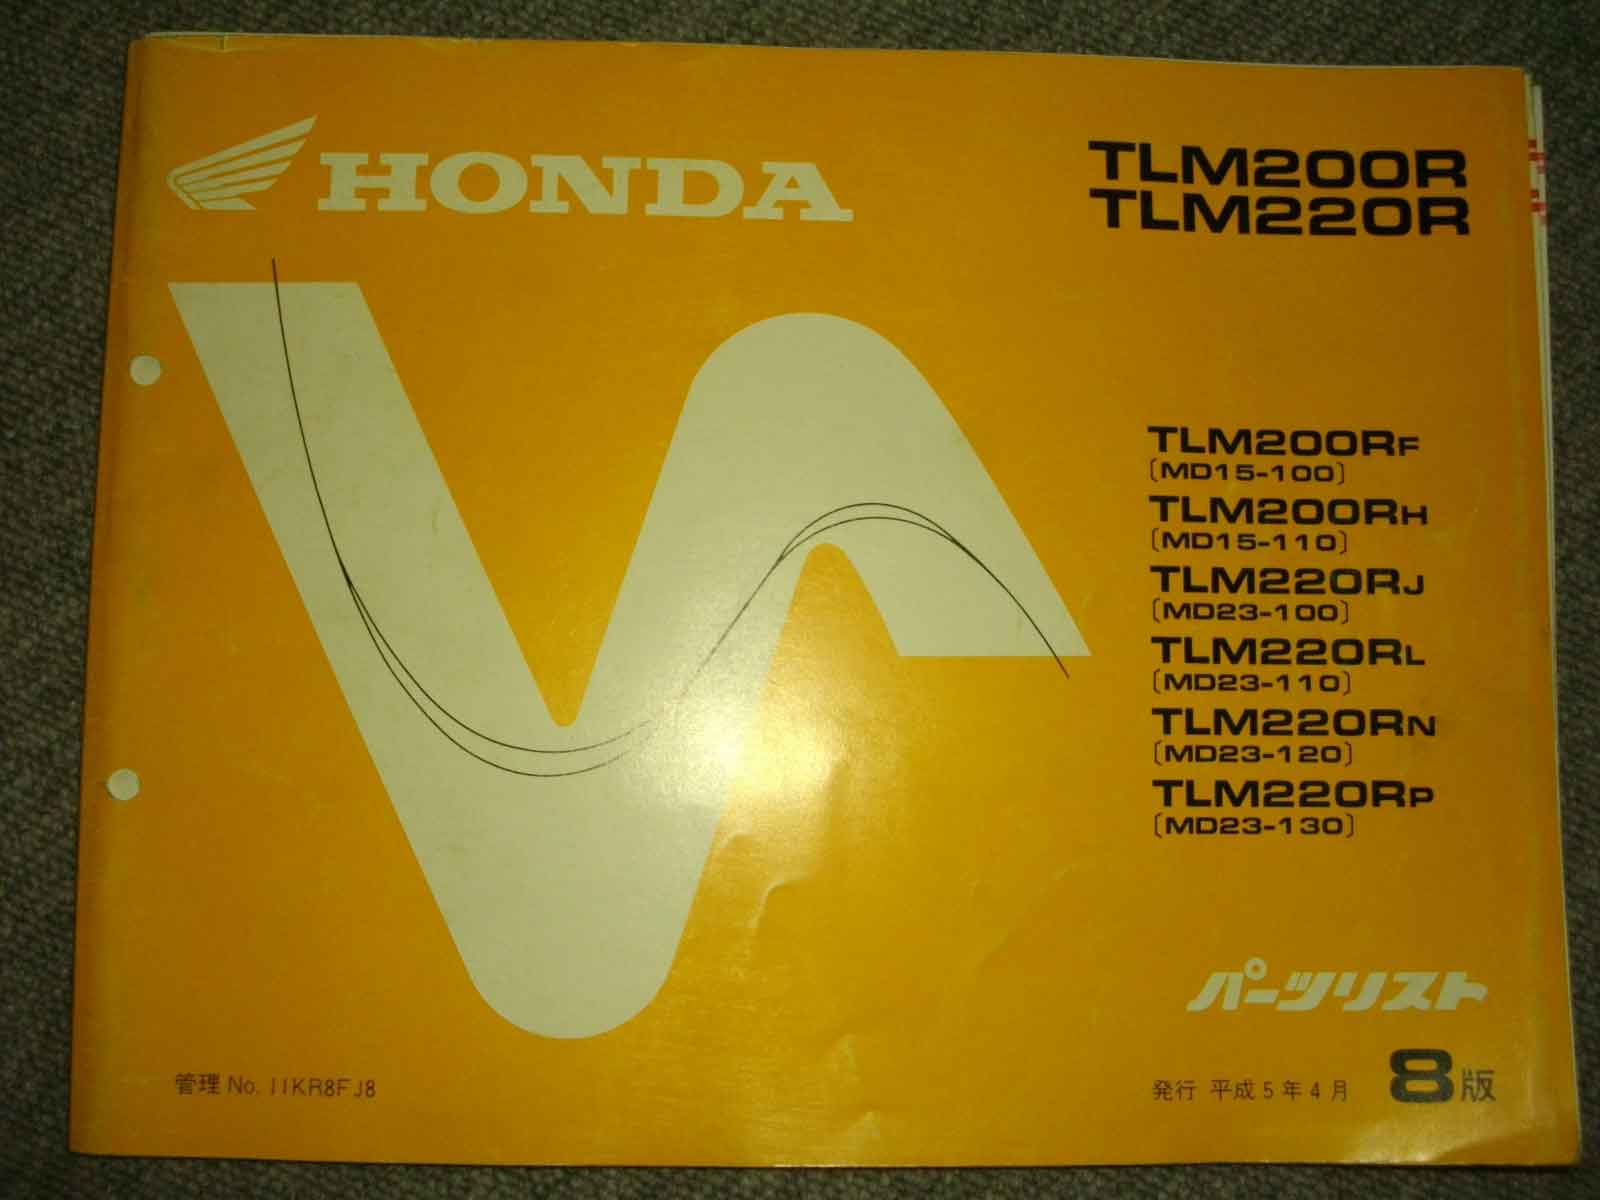 HONDA
TLM200R
TLM220R
TLM200RF
〔MD15-100〕
TLM200RH
〔MD15-110〕
TLM220RJ
〔MD23-100〕
TLM220RL
〔MD23-110〕
TLM220RN
〔MD23-120〕
TLM220RP
〔MD23-130〕
パーツリスト
管理 No. 11KR8FJ8
発行 平成5年4月 8版